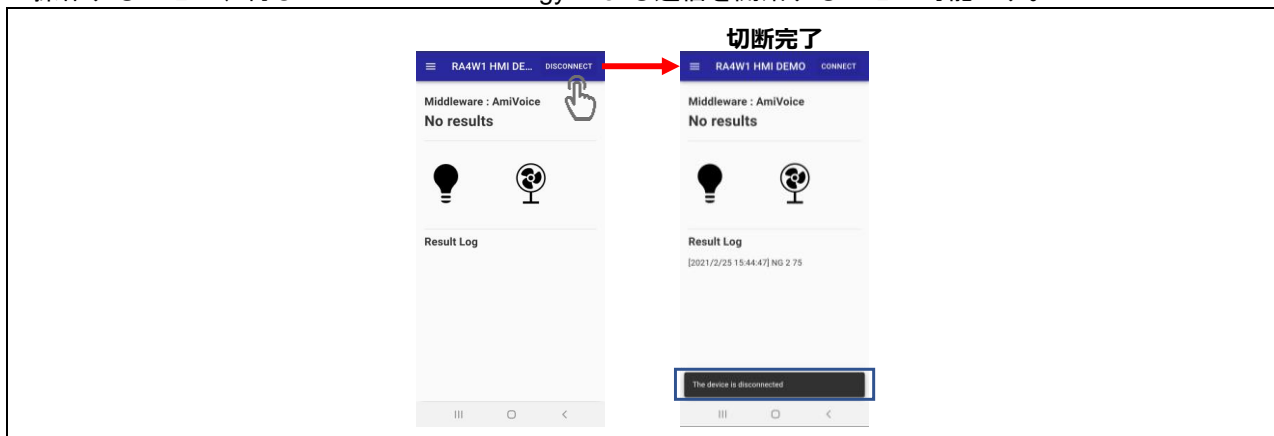 切断完了
RA4W1 HMI DE... DISCONNECT
Middleware : AmiVoice
No results
Result Log
RA4W1 HMI DEMO CONNECT
Middleware : AmiVoice
No results
Result Log
[2021/2/25 15:44:47] NG 2 75
The device is disconnected